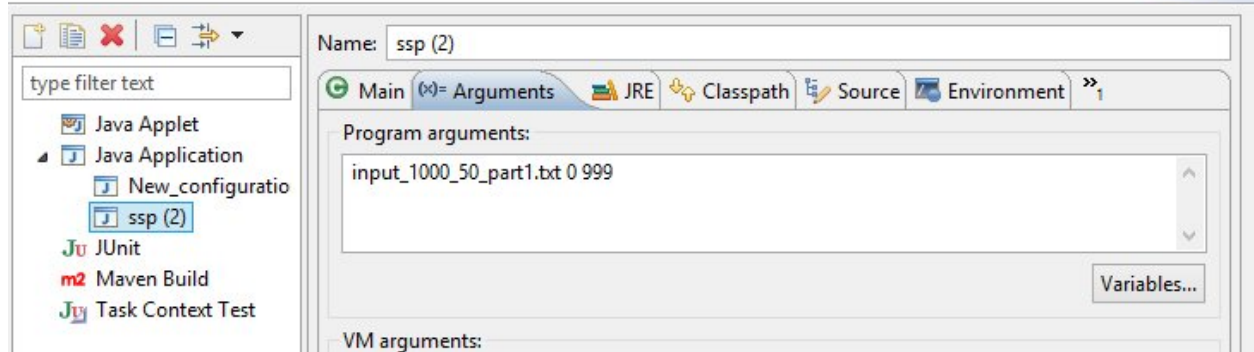 Name: ssp (2)
type filter text
Main (x)= Arguments JRE Classpath Source Environment »1
Java Applet
Java Application
New_configuratio
ssp (2)
JUnit
m2 Maven Build
Task Context Test
Program arguments:
input_1000_50_part1.txt 0 999
Variables...
VM arguments: